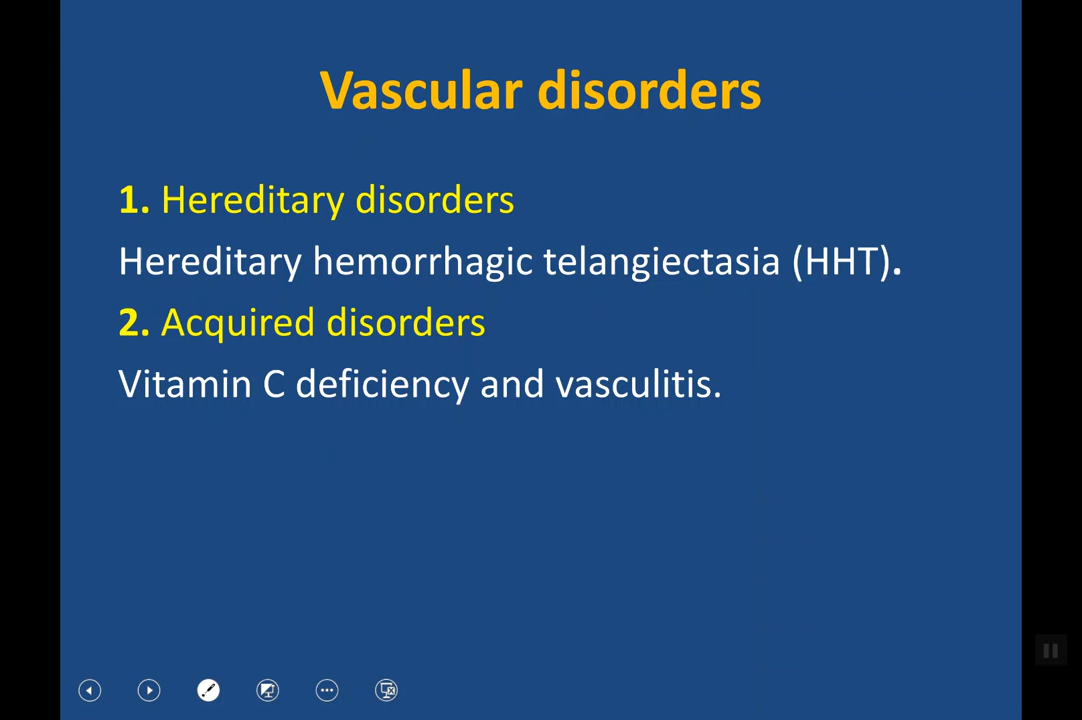 Vascular disorders
1. Hereditary disorders
Hereditary hemorrhagic telangiectasia (HHT).
2. Acquired disorders
Vitamin C deficiency and vasculitis.